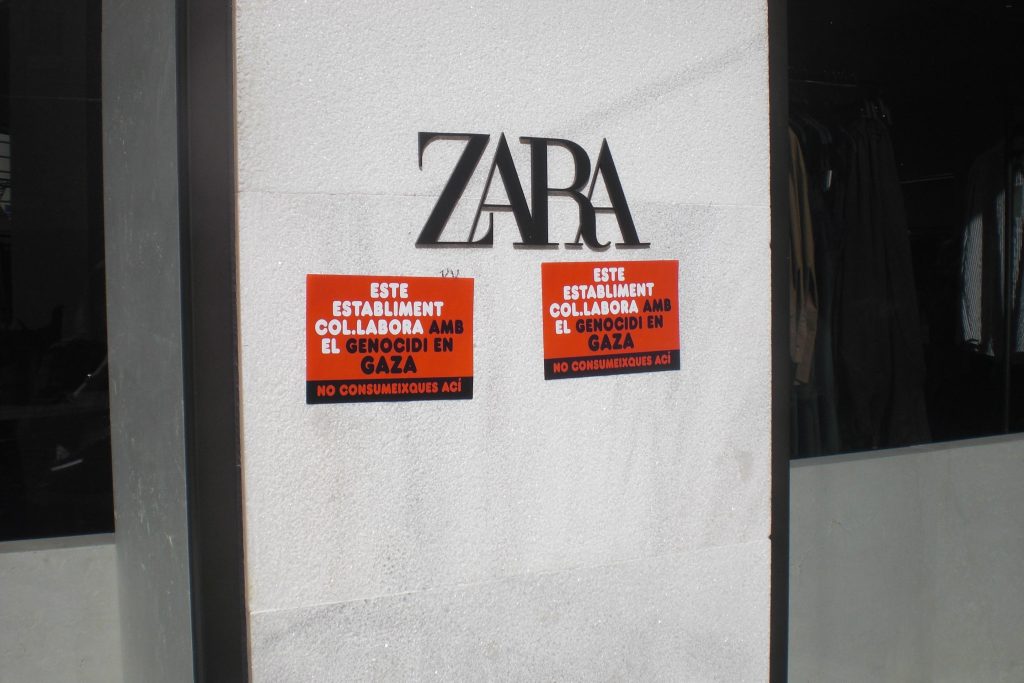 ZARA
ESTE
ESTABLIMENT
COL.LABORA AMB
EL GENOCIDI EN
GAZA
NO CONSUMEIXQUES ACÍ
ESTE
ESTABLIMENT
COL.LABORA AMB
EL GENOCIDI EN
GAZA
NO CONSUMEIXQUES ACÍ